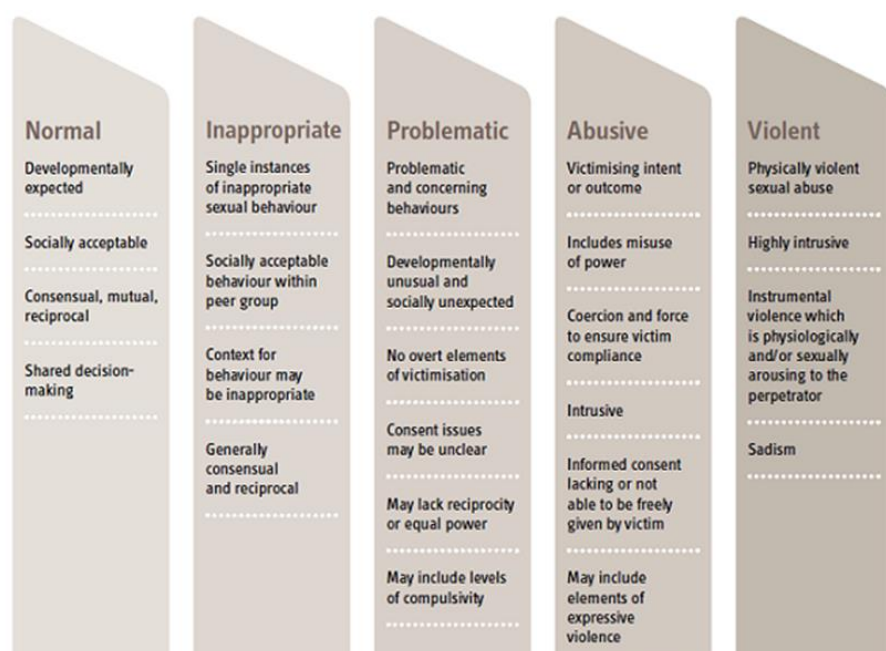 Normal
Developmentally
expected
Socially acceptable
Consensual, mutual,
reciprocal
Shared decision-
making
Inappropriate
Single instances
of inappropriate
sexual behaviour
Socially acceptable
behaviour within
peer group
Context for
behaviour may
be inappropriate
Generally
consensual
and reciprocal
Problematic
Problematic
and concerning
behaviours
Developmentally
unusual and
socially unexpected
No overt elements
of victimisation
Consent issues
may be unclear
May lack reciprocity
or equal power
May include levels
of compulsivity
Abusive
Victimising intent
or outcome
Includes misuse
of power
Coercion and force
to ensure victim
compliance
Intrusive
Informed consent
lacking or not
able to be freely
given by victim
May include
elements of
expressive
violence
Violent
Physically violent
sexual abuse
Highly intrusive
Instrumental
violence which
is physiologically
and/or sexually
arousing to the
perpetrator
Sadism